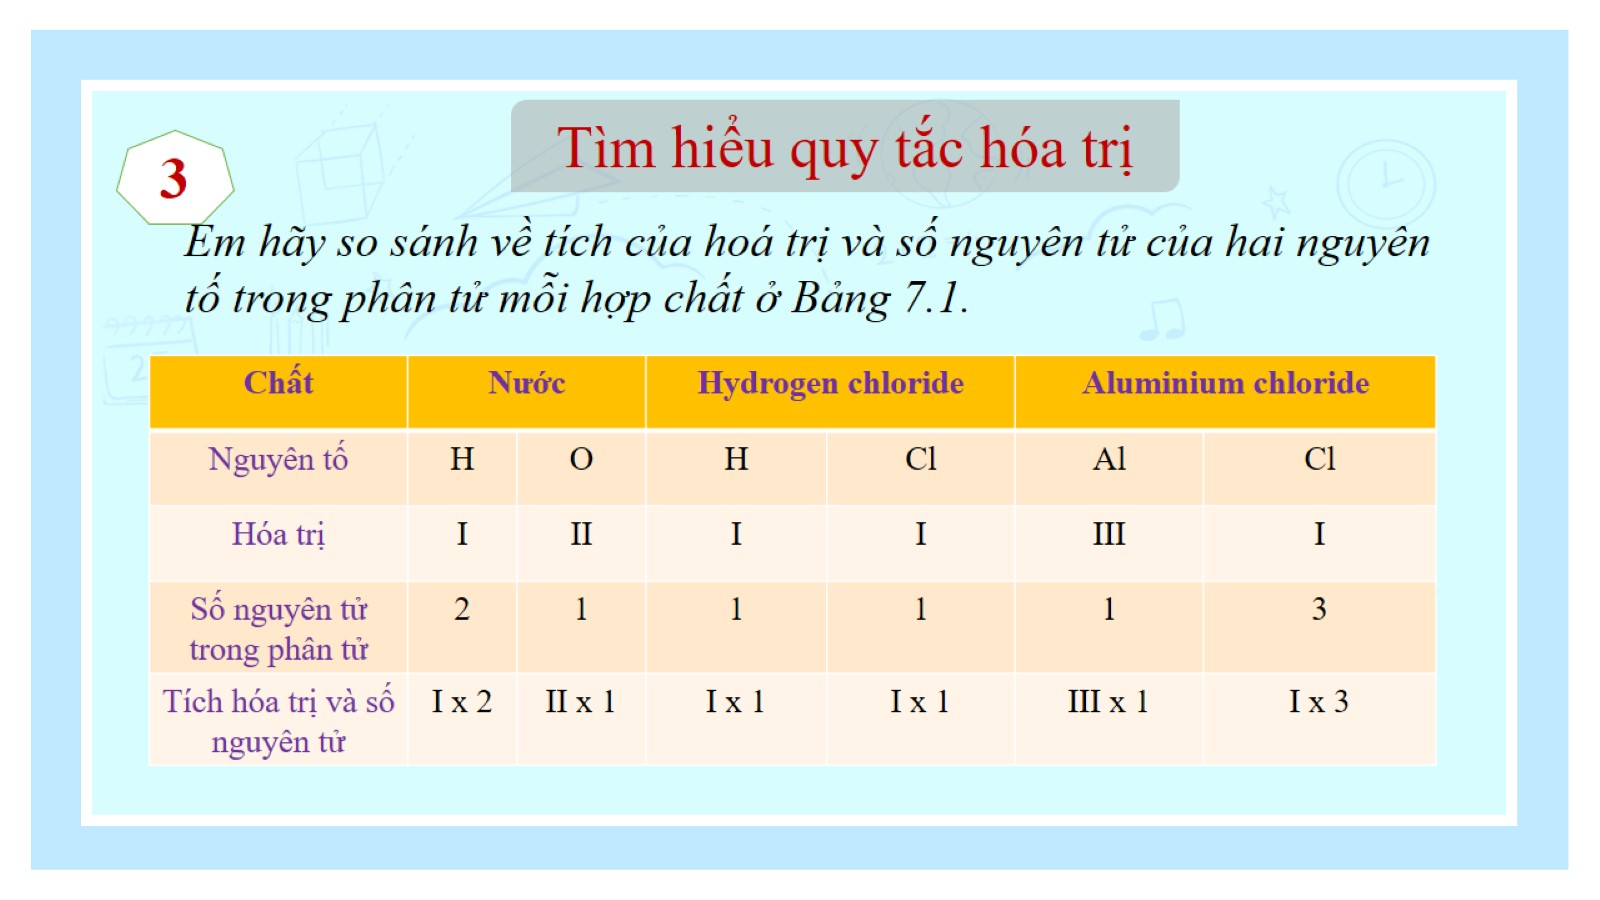 Tìm hiểu quy tắc hóa trị
3
Em hãy so sánh về tích của hoá trị và số nguyên tử của hai nguyên
tố trong phân tử mỗi hợp chất ở Bảng 7.1.
Chất Nước Hydrogen chloride Aluminium chloride
Nguyên tố H O H Cl Al Cl
Hóa trị I II I I III I
Số nguyên tử
trong phân tử 2 1 1 1 1 3
Tích hóa trị và số
nguyên tử I x 2 II x 1 I x 1 I x 1 III x 1 I x 3